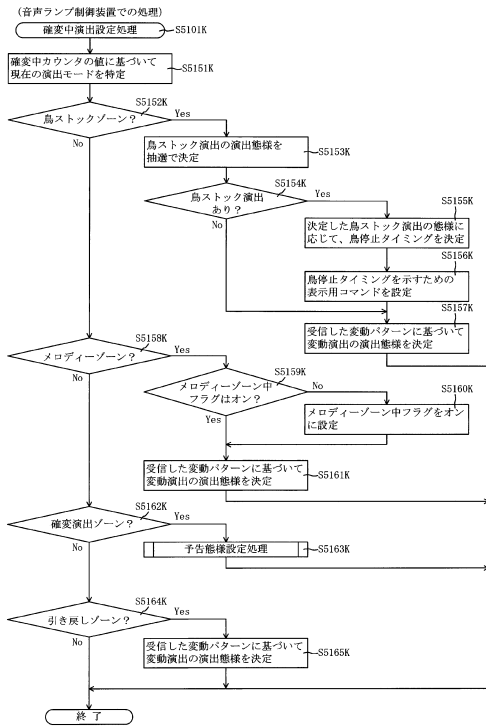 (音声ランプ制御装置での処理)
確変中演出設定処理
S5101K
確変中カウンタの値に基づいて
現在の演出モードを特定
S5151K
鳥ストックゾーン?
S5152K
Yes
No
鳥ストック演出の演出態様を
抽選で決定
S5153K
鳥ストック演出
あり?
S5154K
Yes
No
決定した鳥ストック演出の態様に
応じて、鳥停止タイミングを決定
S5155K
鳥停止タイミングを示すための
表示用コマンドを設定
S5156K
受信した変動パターンに基づいて
変動演出の演出態様を決定
S5157K
メロディーゾーン?
S5158K
Yes
No
メロディーゾーン中
フラグはオン?
S5159K
No
Yes
メロディーゾーン中フラグをオン
に設定
S5160K
受信した変動パターンに基づいて
変動演出の演出態様を決定
S5161K
確変演出ゾーン?
S5162K
Yes
No
予告態様設定処理
S5163K
引き戻しゾーン?
S5164K
Yes
No
受信した変動パターンに基づいて
変動演出の演出態様を決定
S5165K
終了